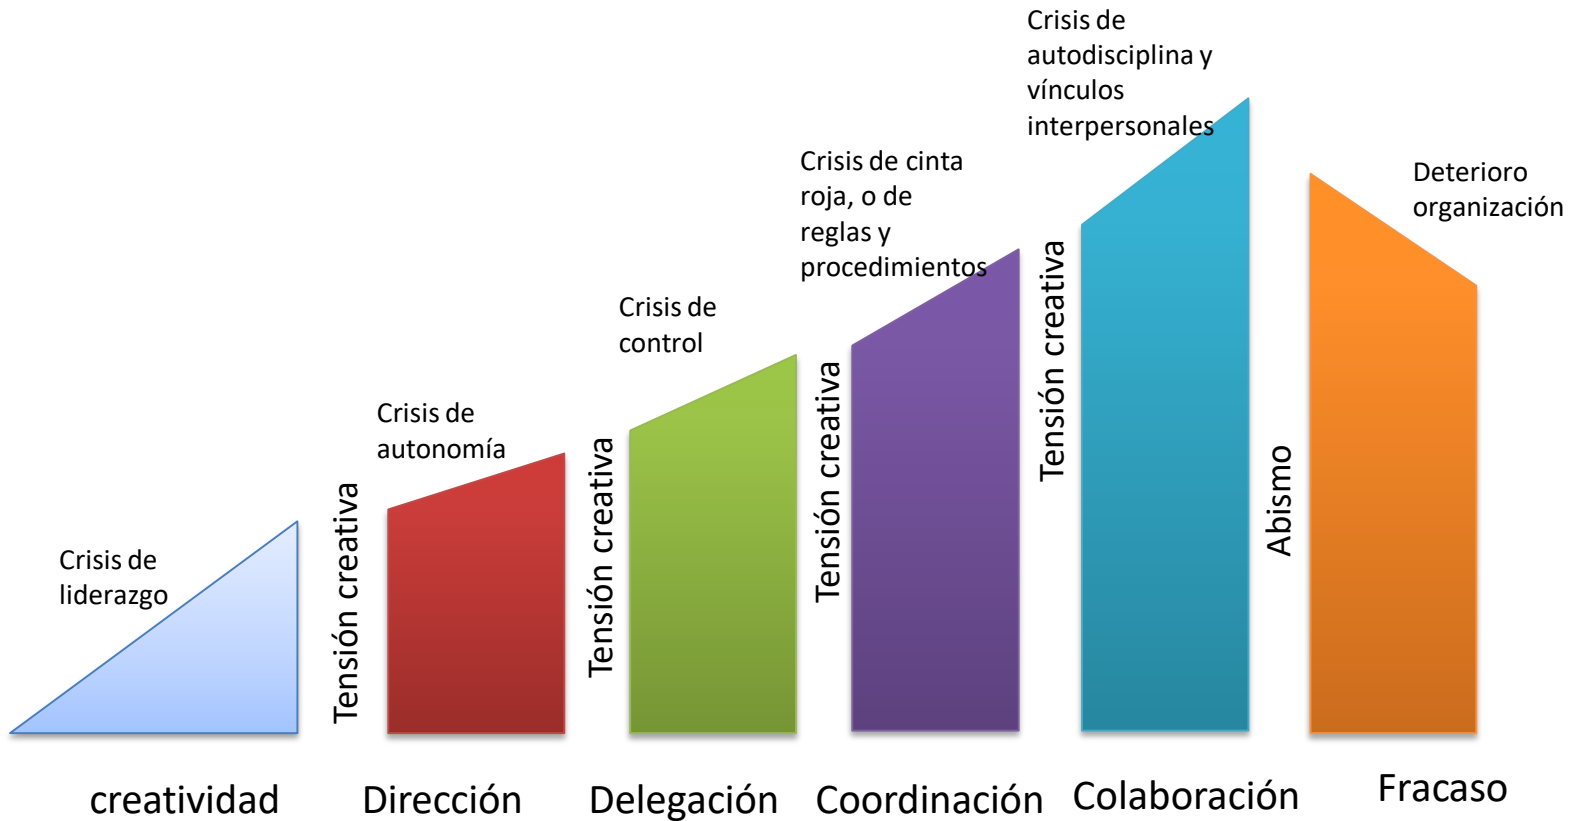 Crisis de
liderazgo
Tensión creativa
Crisis de
autonomía
Tensión creativa
Crisis de
control
Tensión creativa
Crisis de cinta
roja, o de
reglas y
procedimientos
Tensión creativa
Crisis de
autodisciplina y
vínculos
interpersonales
Abismo
Deterioro
organización
creatividad
Dirección
Delegación
Coordinación
Colaboración
Fracaso